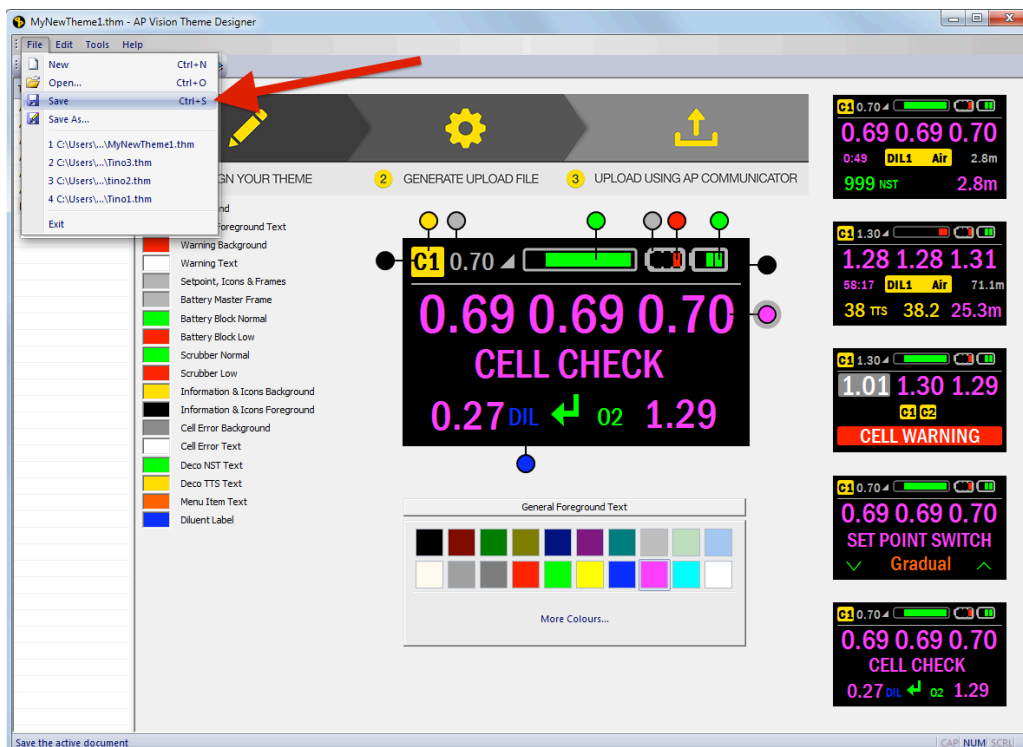 MyNewTheme1.thm - AP Vision Theme Designer
File Edit Tools Help
New Ctrl+N
Open... Ctrl+O
Save Ctrl+S
Save As...
1 C:\Users\...\MyNewTheme1.thm
2 C:\Users\...\Tino3.thm
3 C:\Users\...\tino2.thm
4 C:\Users\...\Tino1.thm
Exit
GN YOUR THEME
2 GENERATE UPLOAD FILE
3 UPLOAD USING AP COMMUNICATOR
nd
Foreground Text
Warning Background
Warning Text
Setpoint, Icons & Frames
Battery Master Frame
Battery Block Normal
Battery Block Low
Scrubber Normal
Scrubber Low
Information & Icons Background
Information & Icons Foreground
Cell Error Background
Cell Error Text
Deco NST Text
Deco TTS Text
Menu Item Text
Diluent Label
C1 0.70
0.69 0.69 0.70
CELL CHECK
0.27 DIL O2 1.29
General Foreground Text
More Colours...
C1 0.70
0.69 0.69 0.70
0:49 DIL1 Air 2.8m
999 NST 2.8m
C1 1.30
1.28 1.28 1.31
58:17 DIL1 Air 71.1m
38 TTS 38.2 25.3m
C1 1.30
1.01 1.30 1.29
C1 C2
CELL WARNING
C1 0.70
0.69 0.69 0.70
SET POINT SWITCH
Gradual
C1 0.70
0.69 0.69 0.70
CELL CHECK
0.27 DIL O2 1.29
Save the active document
CAP NUM SCRL